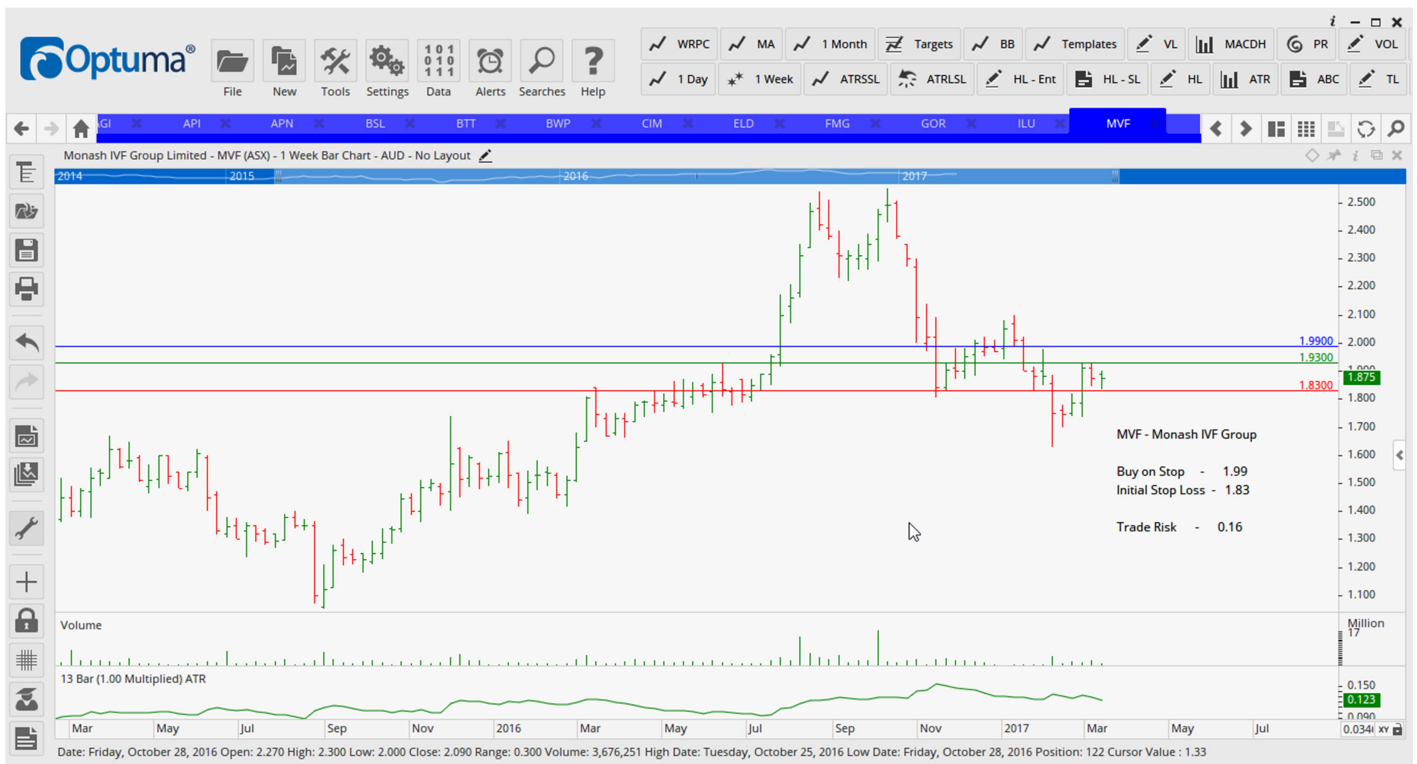 i
Optuma®
WRPC MA 1 Month Targets BB Templates VL MACDH PR VOL
1 Day 1 Week ATRSSL ATRLSL HL - Ent HL - SL HL ATR ABC TL
101
010
111
?
File New Tools Settings Data Alerts Searches Help
AGI API APN BSL BTT BWP CIM ELD FMG GOR ILU MVF
Monash IVF Group Limited - MVF (ASX) - 1 Week Bar Chart - AUD - No Layout
i
2014 2015 2016 2017
2.500
2.400
2.300
2.200
2.100
1.9900 2.000
1.9300
1.900
1.875
1.8300
1.800
1.700
1.600
1.500
1.400
1.300
1.200
1.100
MVF - Monash IVF Group
Buy on Stop - 1.99
Initial Stop Loss - 1.83
Trade Risk - 0.16
Volume
Million
17
13 Bar (1.00 Multiplied) ATR
0.150
0.123
0.090
Mar May Jul Sep Nov 2016 Mar May Jul Sep Nov 2017 Mar May Jul
XY
Date: Friday, October 28, 2016 Open: 2.270 High: 2.300 Low: 2.000 Close: 2.090 Range: 0.300 Volume: 3,676,251 High Date: Tuesday, October 25, 2016 Low Date: Friday, October 28, 2016 Position: 122 Cursor Value : 1.33